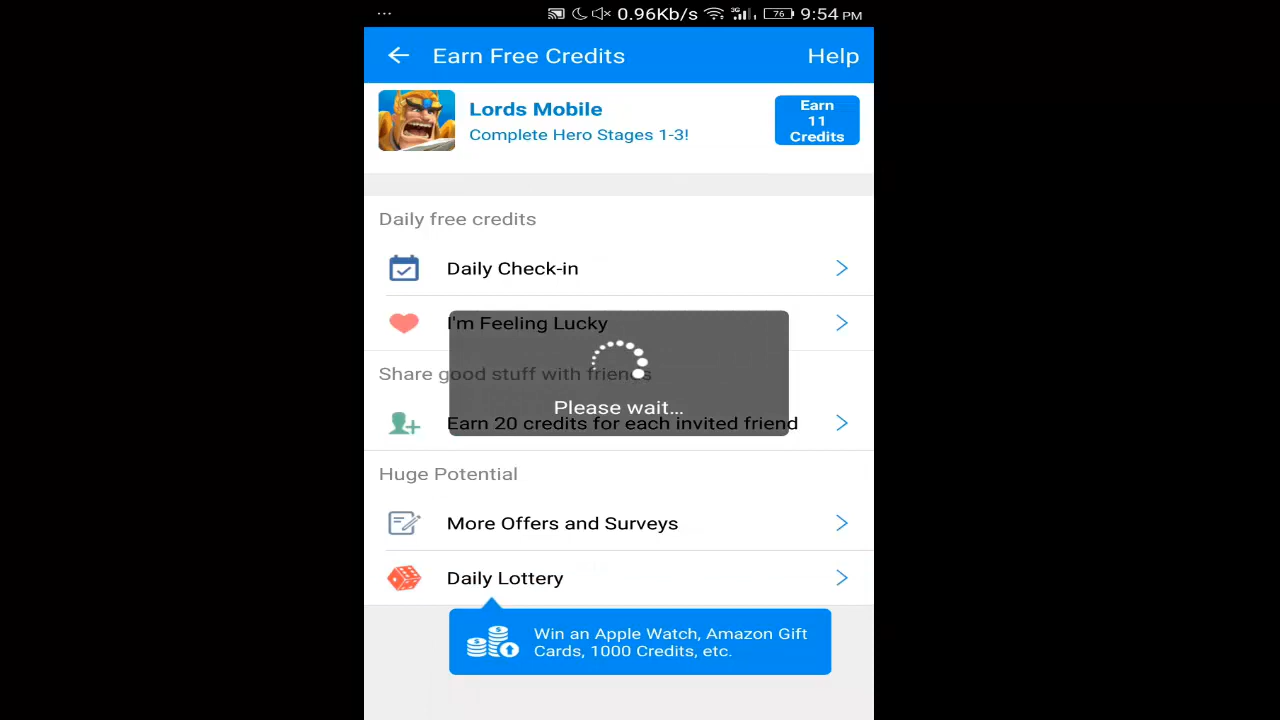 0.96Kb/s 3G 76 9:54 PM
Earn Free Credits Help
Lords Mobile
Complete Hero Stages 1-3!
Earn
11
Credits
Daily free credits
Daily Check-in
I'm Feeling Lucky
Share good stuff with friends
Please wait...
Earn 20 credits for each invited friend
Huge Potential
More Offers and Surveys
Daily Lottery
Win an Apple Watch, Amazon Gift
Cards, 1000 Credits, etc.